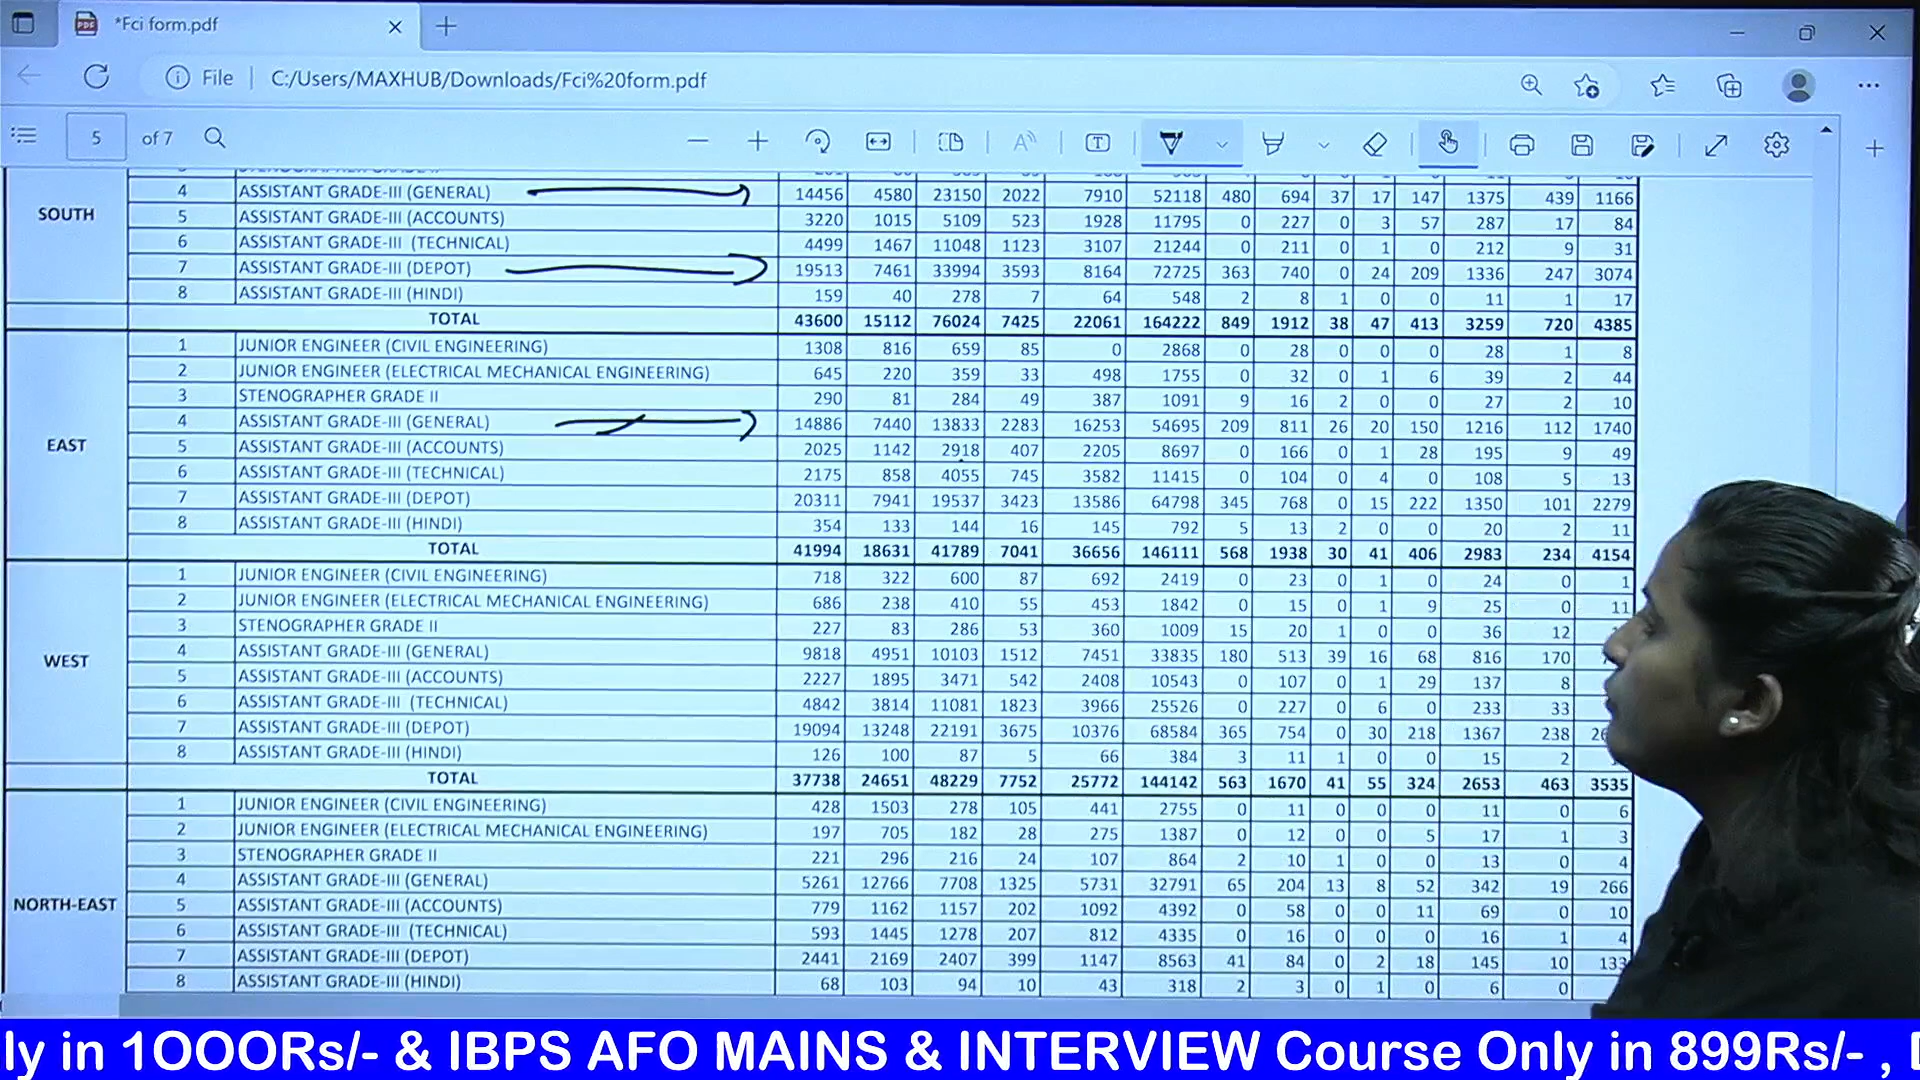 *Fci form.pdf
File C:/Users/MAXHUB/Downloads/Fci%20form.pdf
5 of 7
SOUTH
4 ASSISTANT GRADE-III (GENERAL) 14456 4580 23150 2022 7910 52118 480 694 37 17 147 1375 439 1166
5 ASSISTANT GRADE-III (ACCOUNTS) 3220 1015 5109 523 1928 11795 0 227 0 3 57 287 17 84
6 ASSISTANT GRADE-III (TECHNICAL) 4499 1467 11048 1123 3107 21244 0 211 0 1 0 212 9 31
7 ASSISTANT GRADE-III (DEPOT) 19513 7461 33994 3593 8164 72725 363 740 0 24 209 1336 247 3074
8 ASSISTANT GRADE-III (HINDI) 159 40 278 7 64 548 2 8 1 0 0 11 1 17
TOTAL 43600 15112 76024 7425 22061 164222 849 1912 38 47 413 3259 720 4385
EAST
1 JUNIOR ENGINEER (CIVIL ENGINEERING) 1308 816 659 85 0 2868 0 28 0 0 0 28 1 8
2 JUNIOR ENGINEER (ELECTRICAL MECHANICAL ENGINEERING) 645 220 359 33 498 1755 0 32 0 1 6 39 2 44
3 STENOGRAPHER GRADE II 290 81 284 49 387 1091 9 16 2 0 0 27 2 10
4 ASSISTANT GRADE-III (GENERAL) 14886 7440 13833 2283 16253 54695 209 811 26 20 150 1216 112 1740
5 ASSISTANT GRADE-III (ACCOUNTS) 2025 1142 2918 407 2205 8697 0 166 0 1 28 195 9 49
6 ASSISTANT GRADE-III (TECHNICAL) 2175 858 4055 745 3582 11415 0 104 0 4 0 108 5 13
7 ASSISTANT GRADE-III (DEPOT) 20311 7941 19537 3423 13586 64798 345 768 0 15 222 1350 101 2279
8 ASSISTANT GRADE-III (HINDI) 354 133 144 16 145 792 5 13 2 0 0 20 2 11
TOTAL 41994 18631 41789 7041 36656 146111 568 1938 30 41 406 2983 234 4154
WEST
1 JUNIOR ENGINEER (CIVIL ENGINEERING) 718 322 600 87 692 2419 0 23 0 1 0 24 0 1
2 JUNIOR ENGINEER (ELECTRICAL MECHANICAL ENGINEERING) 686 238 410 55 453 1842 0 15 0 1 9 25 0 11
3 STENOGRAPHER GRADE II 227 83 286 53 360 1009 15 20 1 0 0 36 12
4 ASSISTANT GRADE-III (GENERAL) 9818 4951 10103 1512 7451 33835 180 513 39 16 68 816 170
5 ASSISTANT GRADE-III (ACCOUNTS) 2227 1895 3471 542 2408 10543 0 107 0 1 29 137 8
6 ASSISTANT GRADE-III (TECHNICAL) 4842 3814 11081 1823 3966 25526 0 227 0 6 0 233 33
7 ASSISTANT GRADE-III (DEPOT) 19094 13248 22191 3675 10376 68584 365 754 0 30 218 1367 238
8 ASSISTANT GRADE-III (HINDI) 126 100 87 5 66 384 3 11 1 0 0 15 2
TOTAL 37738 24651 48229 7752 25772 144142 563 1670 41 55 324 2653 463 3535
NORTH-EAST
1 JUNIOR ENGINEER (CIVIL ENGINEERING) 428 1503 278 105 441 2755 0 11 0 0 0 11 0 6
2 JUNIOR ENGINEER (ELECTRICAL MECHANICAL ENGINEERING) 197 705 182 28 275 1387 0 12 0 0 5 17 1 3
3 STENOGRAPHER GRADE II 221 296 216 24 107 864 2 10 1 0 0 13 0 4
4 ASSISTANT GRADE-III (GENERAL) 5261 12766 7708 1325 5731 32791 65 204 13 8 52 342 19 266
5 ASSISTANT GRADE-III (ACCOUNTS) 779 1162 1157 202 1092 4392 0 58 0 0 11 69 0 10
6 ASSISTANT GRADE-III (TECHNICAL) 593 1445 1278 207 812 4335 0 16 0 0 0 16 1 4
7 ASSISTANT GRADE-III (DEPOT) 2441 2169 2407 399 1147 8563 41 84 0 2 18 145 10 133
8 ASSISTANT GRADE-III (HINDI) 68 103 94 10 43 318 2 3 0 1 0 6 0
ly in 1OOORs/- & IBPS AFO MAINS & INTERVIEW Course Only in 899Rs/- ,